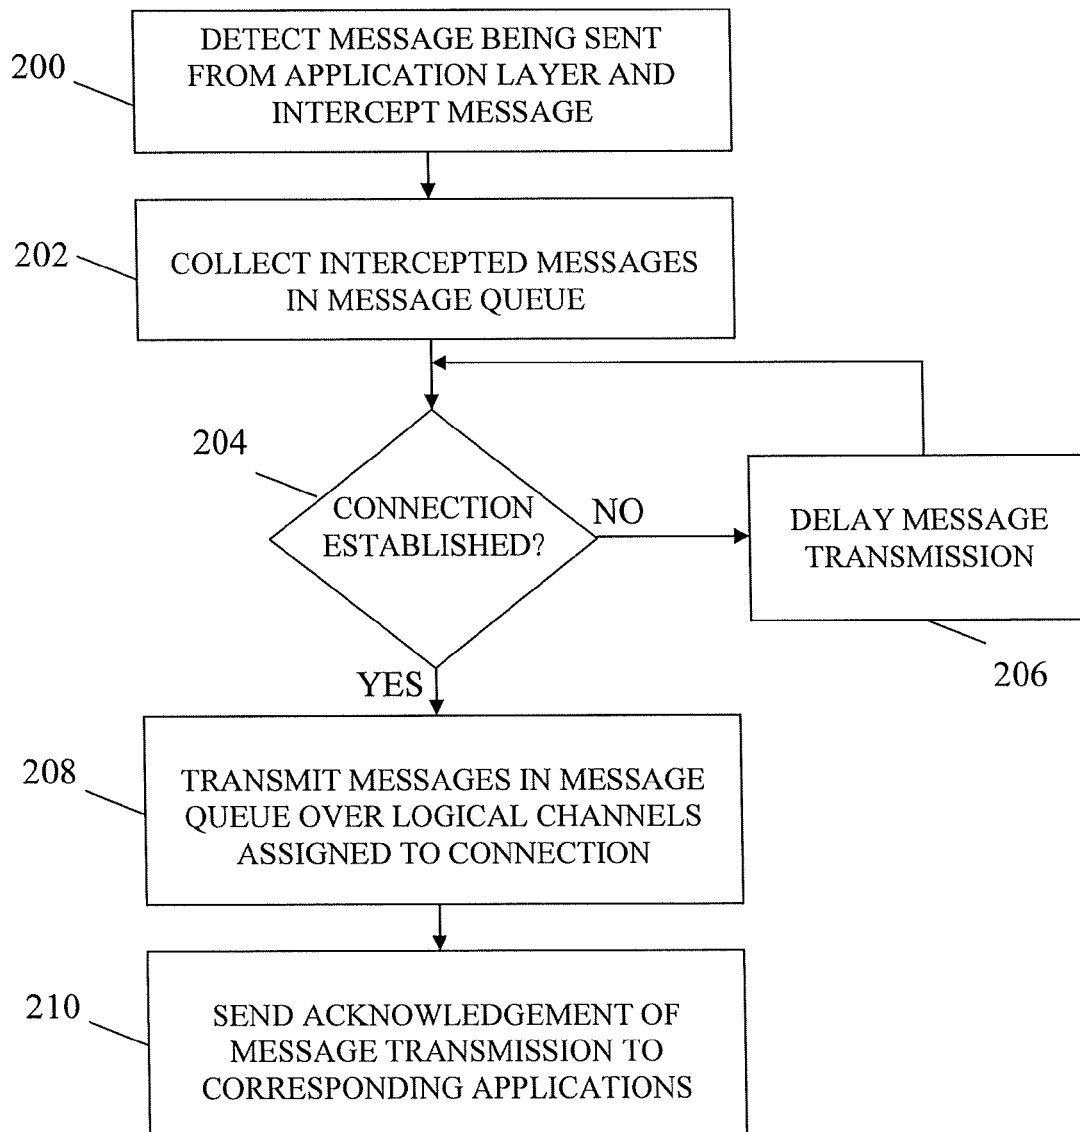 200
DETECT MESSAGE BEING SENT
FROM APPLICATION LAYER AND
INTERCEPT MESSAGE
202
COLLECT INTERCEPTED MESSAGES
IN MESSAGE QUEUE
204
CONNECTION
ESTABLISHED?
NO
DELAY MESSAGE
TRANSMISSION
206
YES
208
TRANSMIT MESSAGES IN MESSAGE
QUEUE OVER LOGICAL CHANNELS
ASSIGNED TO CONNECTION
210
SEND ACKNOWLEDGEMENT OF
MESSAGE TRANSMISSION TO
CORRESPONDING APPLICATIONS